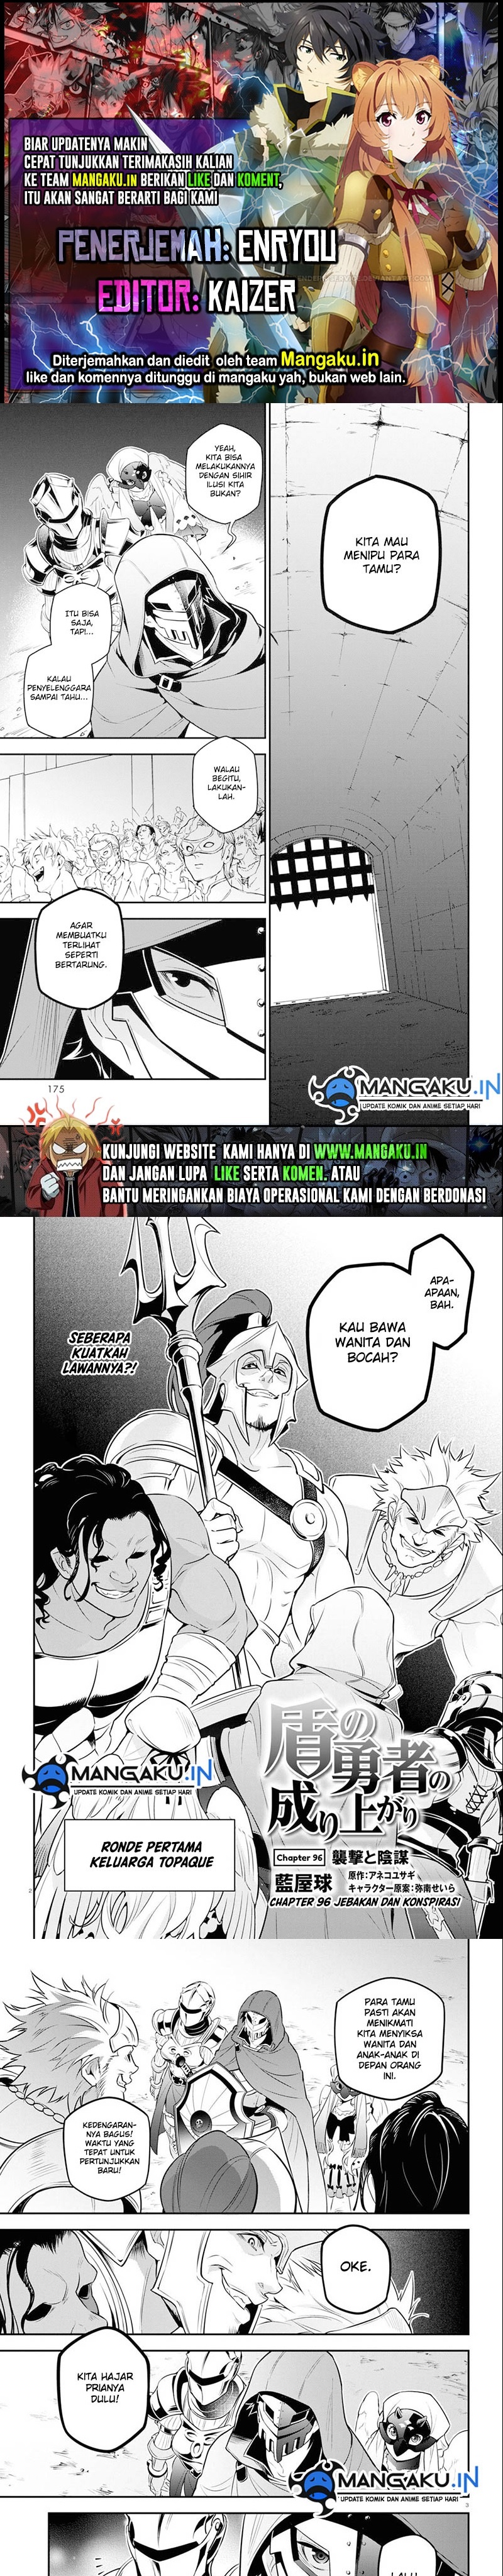 BIAR UPDATENYA MAKIN
CEPAT TUNJUKKAN TERIMAKASIH KALIAN
KE TEAM MANGAKU.IN BERIKAN LIKE DAN KOMENT,
ITU AKAN SANGAT BERARTI BAGI KAMI
PENERJEMAH: ENRYOU
EDITOR: KAIZER
Diterjemahkan dan diedit oleh team Mangaku.in
like dan komennya ditunggu di mangaku yah, bukan web lain.
KITA MAU
MENIPU PARA
TAMU?
YEAH,
KITA BISA
MELAKUKANNYA
DENGAN SIHIR
ILUSI KITA
BUKAN?
ITU BISA
SAJA,
TAPI...
KALAU
PENYELENGGARA
SAMPAI TAHU...
WALAU
BEGITU,
LAKUKAN-
LAH.
AGAR
MEMBUATKU
TERLIHAT
SEPERTI
BERTARUNG.
175
MANGAKU.IN
UPDATE KOMIK DAN ANIME SETIAP HARI
KUNJUNGI WEBSITE KAMI HANYA DI WWW.MANGAKU.IN
DAN JANGAN LUPA LIKE SERTA KOMEN. ATAU
BANTU MERINGANKAN BIAYA OPERASIONAL KAMI DENGAN BERDONASI
APA-
APAAN,
BAH.
KAU BAWA
WANITA DAN
BOCAH?
SEBERAPA
KUATKAH
LAWANNYA?!
盾の勇者の
成り上がり
MANGAKU.IN
UPDATE KOMIK DAN ANIME SETIAP HARI
RONDE PERTAMA
KELUARGA TOPAQUE
Chapter 96 襲撃と陰謀
藍屋球
原作:アネコユサギ
キャラクター原案:弥南せいら
CHAPTER 96 JEBAKAN DAN KONSPIRASI
2
PARA TAMU
PASTI AKAN
MENIKMATI
KITA MENYIKSA
WANITA DAN
ANAK-ANAK DI
DEPAN ORANG
INI.
KEDENGARAN-
NYA BAGUS!
WAKTU YANG
TEPAT UNTUK
PERTUNJUKKAN
BARU!
OKE.
KITA HAJAR
PRIANYA
DULU!
MANGAKU.IN
UPDATE KOMIK DAN ANIME SETIAP HARI
3